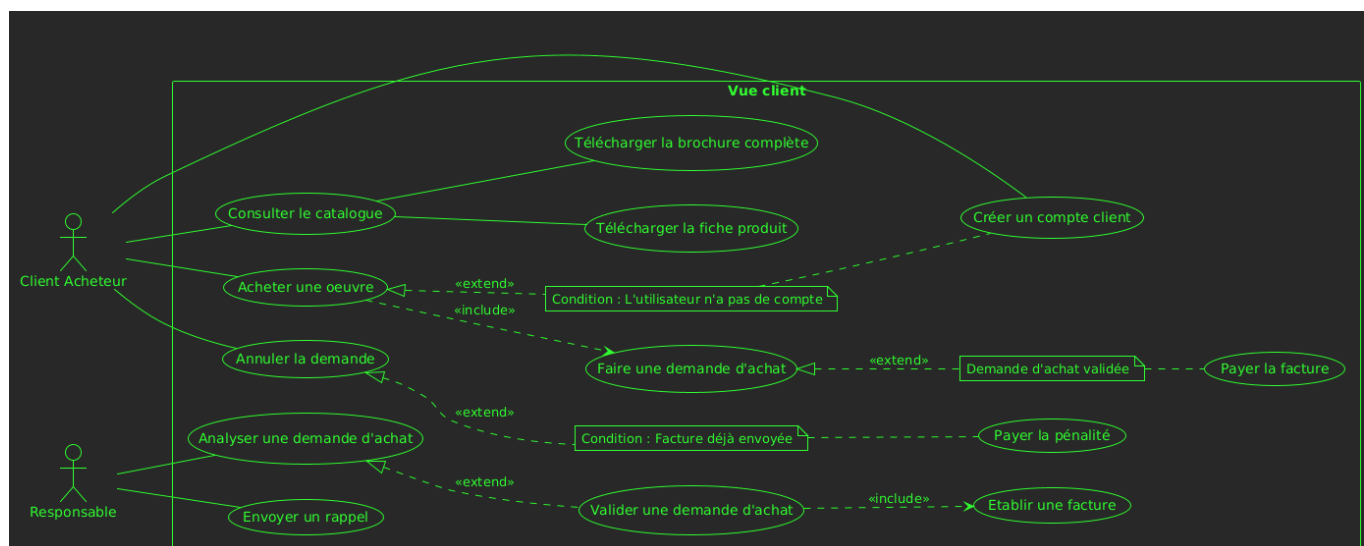 Vue client
Télécharger la brochure complète
Consulter le catalogue
Créer un compte client
Télécharger la fiche produit
Client Acheteur
Acheter une oeuvre
«extend»
Condition : L'utilisateur n'a pas de compte
«include»
Annuler la demande
Faire une demande d'achat
«extend»
Demande d'achat validée
Payer la facture
«extend»
Analyser une demande d'achat
Condition : Facture déjà envoyée
Payer la pénalité
«extend»
Responsable
Envoyer un rappel
Valider une demande d'achat
«include»
Etablir une facture